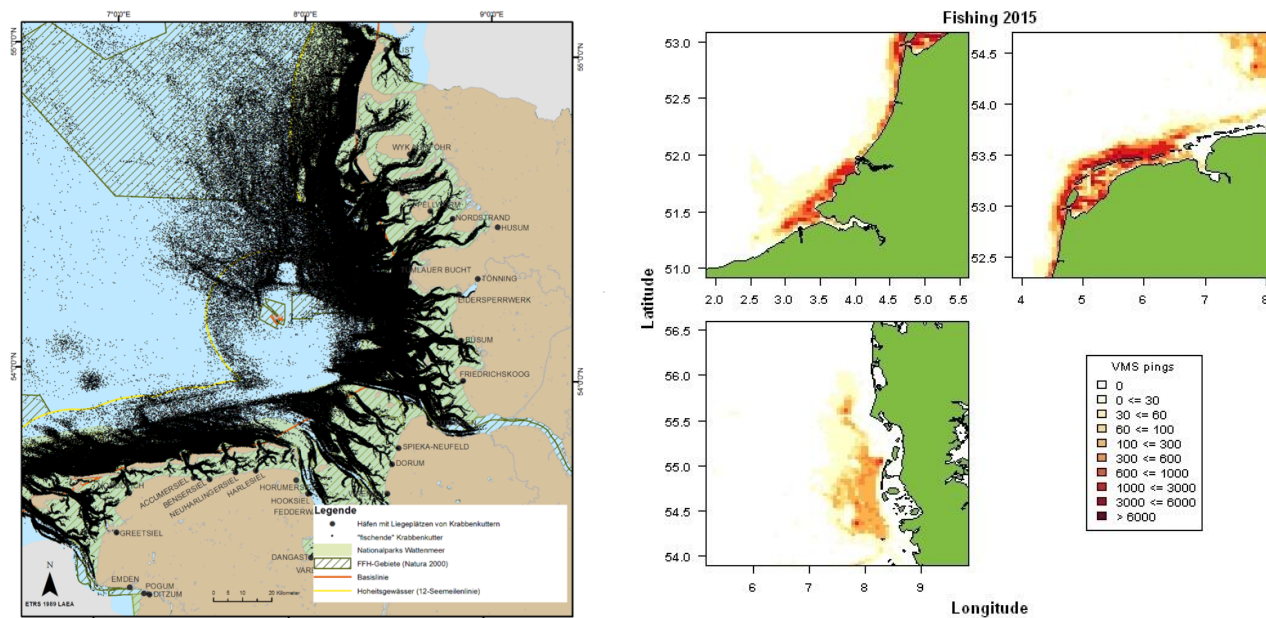 7°0'0"E
8°0'0"E
9°0'0"E
55°0'0"N
55°0'0"N
54°0'0"N
54°0'0"N
WYK
NORDSTRAND
HUSUM
BUCHT
TÖNNING
EIDERSPERRWERK
BÜSUM
FRIEDRICHSKOOG
SPIEKA-NEUFELD
DORUM
ACCUMERSIEL
BENSERSIEL
NEUHARLINGERSIEL
HARLESIEL
HOOKSIEL
GREETSIEL
EMDEN
POGUM
DITZUM
N
ETRS 1989 LAEA
0 5 10 20 Kilometer
Legende
Häfen mit Liegeplätzen von Krabbenkuttern
"fischende" Krabbenkutter
Nationalparks Wattenmeer
FFH-Gebiete (Natura 2000)
Basislinie
Hoheitsgewässer (12-Seemeilenlinie)
Fishing 2015
53.0
52.5
52.0
51.5
51.0
2.0 2.5 3.0 3.5 4.0 4.5 5.0 5.5
54.5
54.0
53.5
53.0
52.5
4 5 6 7 8
Latitude
56.5
56.0
55.5
55.0
54.5
54.0
6 7 8 9
Longitude
VMS pings
0
0 <= 30
30 <= 60
60 <= 100
100 <= 300
300 <= 600
600 <= 1000
1000 <= 3000
3000 <= 6000
> 6000